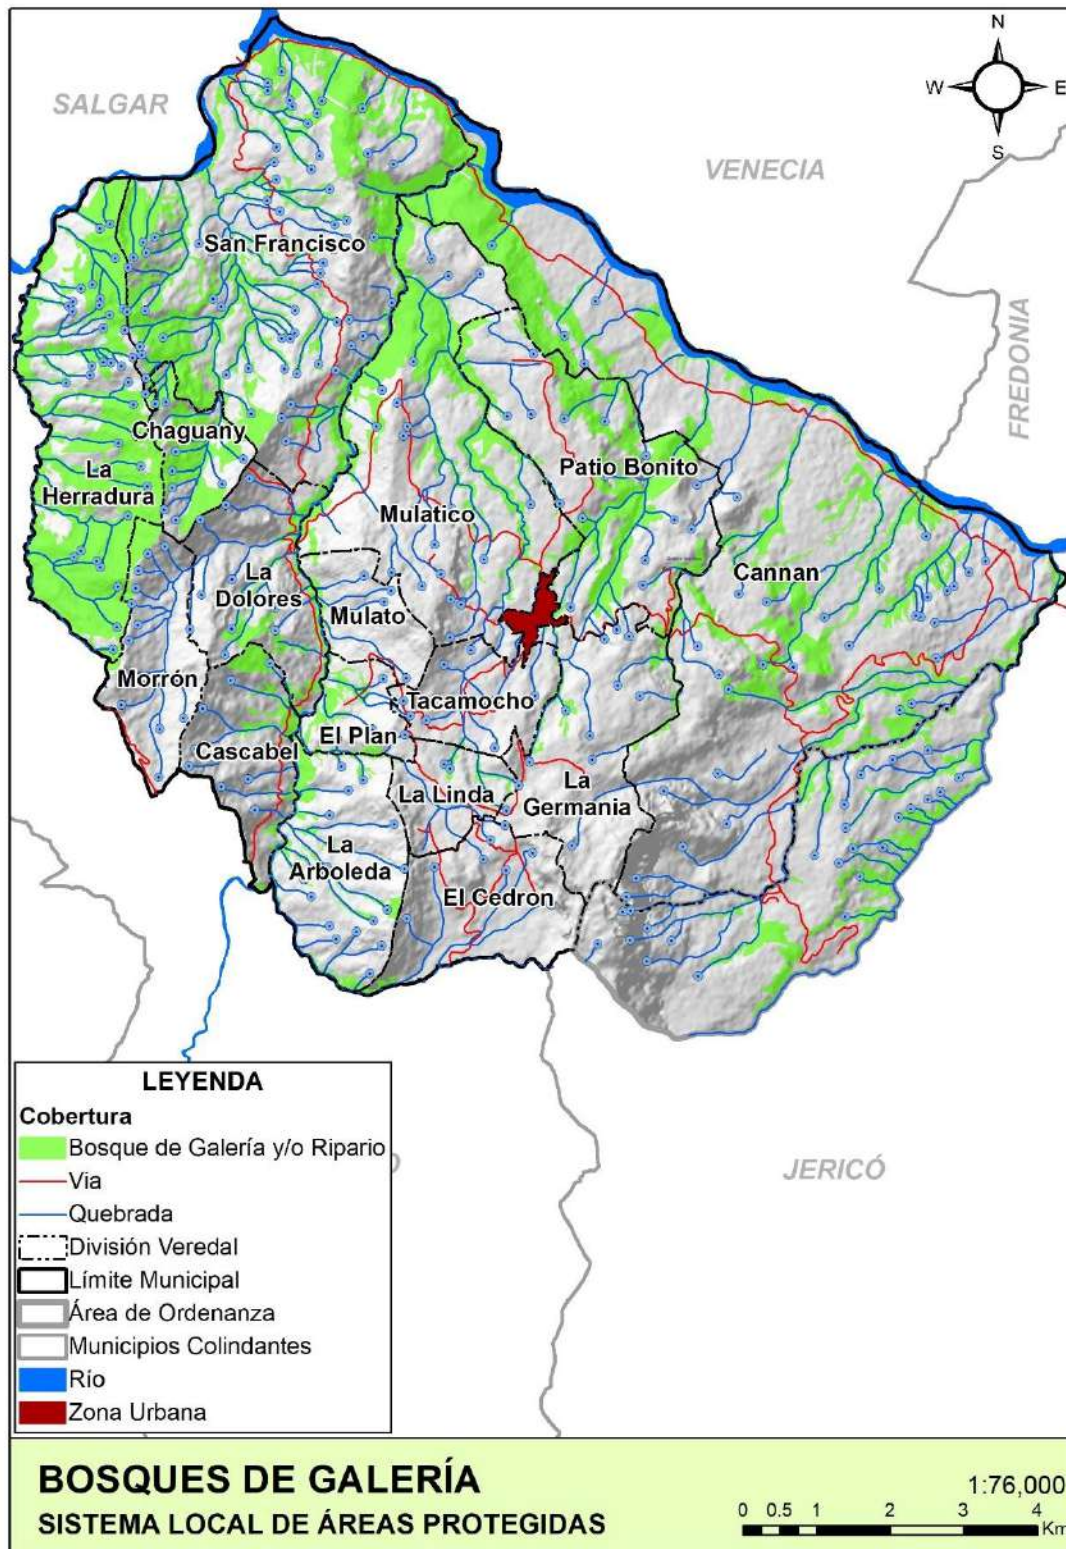 N
W E
S
SALGAR
VENECIA
FREDONIA
San Francisco
Chaguany
La
Herradura
Patio Bonito
Mulatico
Cannan
La
Dolores
Mulato
Morrón
Tacamocho
El Plan
Cascabel
La Linda
La
Germania
La
Arboleda
El Cedron
JERICÓ
LEYENDA
Cobertura
Bosque de Galería y/o Ripario
Via
Quebrada
División Veredal
Límite Municipal
Área de Ordenanza
Municipios Colindantes
Río
Zona Urbana
BOSQUES DE GALERÍA
SISTEMA LOCAL DE ÁREAS PROTEGIDAS
1:76,000
0 0.5 1 2 3 4
Km